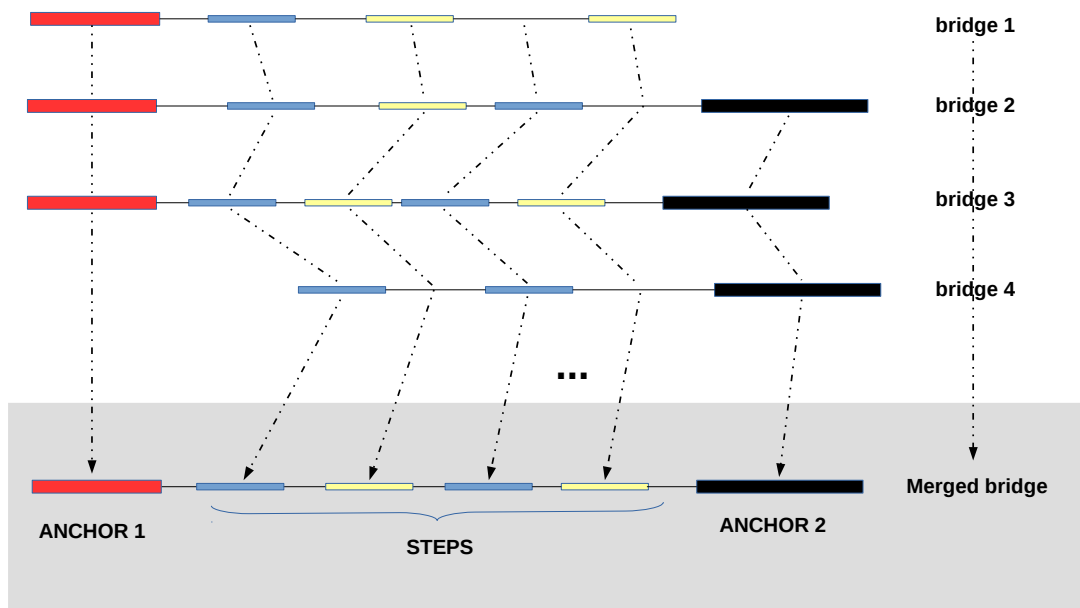 bridge 1
bridge 2
bridge 3
bridge 4
...
Merged bridge
ANCHOR 1
ANCHOR 2
STEPS